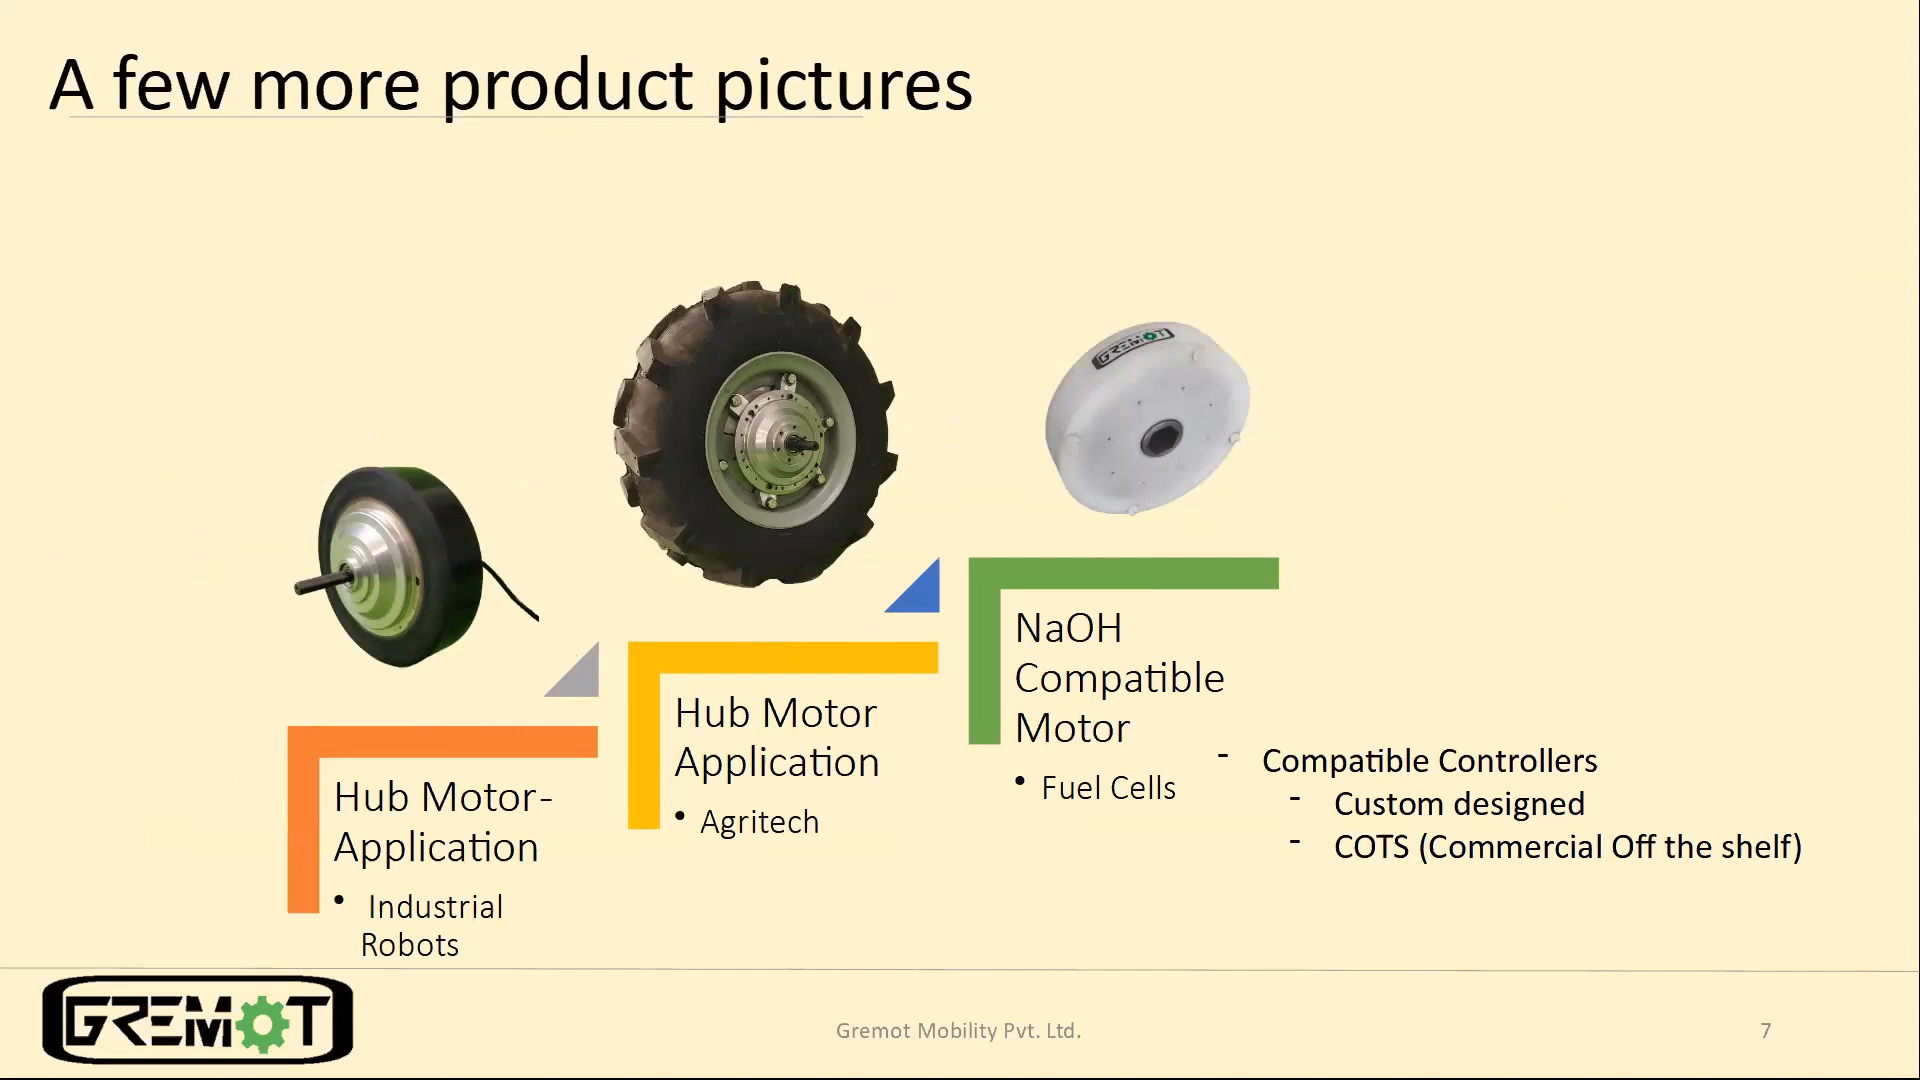 A few more product pictures
GREMOT
Hub Motor-
Application
• Industrial
Robots
Hub Motor
Application
• Agritech
NaOH
Compatible
Motor
• Fuel Cells
- Compatible Controllers
- Custom designed
- COTS (Commercial Off the shelf)
GREMOT
Gremot Mobility Pvt. Ltd.
7